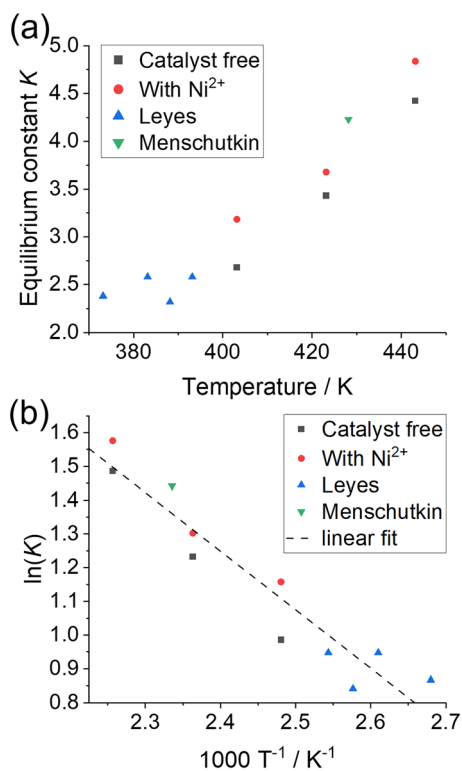 (a)
Equilibrium constant K
5.0
4.5
4.0
3.5
3.0
2.5
2.0
Catalyst free
With Ni²⁺
Leyes
Menschutkin
380 400 420 440
Temperature / K
(b)
ln(K)
1.6
1.5
1.4
1.3
1.2
1.1
1.0
0.9
0.8
Catalyst free
With Ni²⁺
Leyes
Menschutkin
linear fit
2.3 2.4 2.5 2.6 2.7
1000 T⁻¹ / K⁻¹